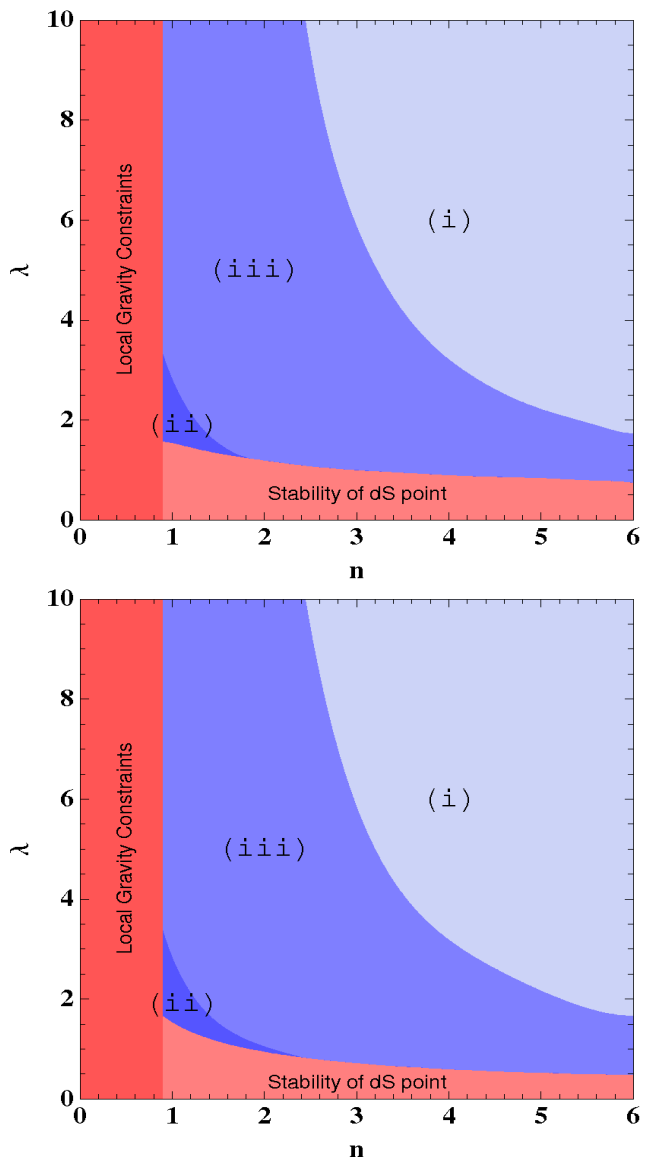 10
8
6
4
2
0
λ
Local Gravity Constraints
(i)
(iii)
(ii)
Stability of dS point
0 1 2 3 4 5 6
n
10
8
6
4
2
0
λ
Local Gravity Constraints
(i)
(iii)
(ii)
Stability of dS point
0 1 2 3 4 5 6
n